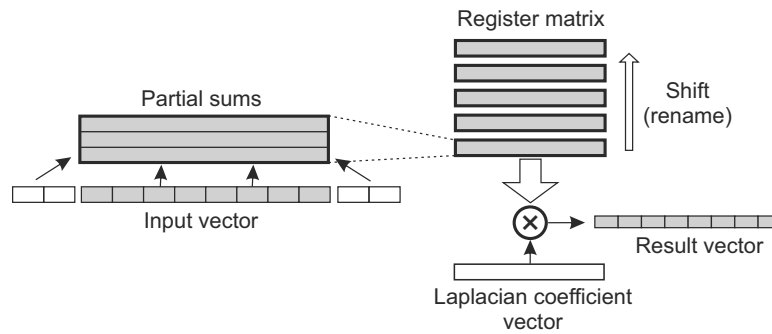 Register matrix
Partial sums
Shift
(rename)
Input vector
Result vector
Laplacian coefficient
vector